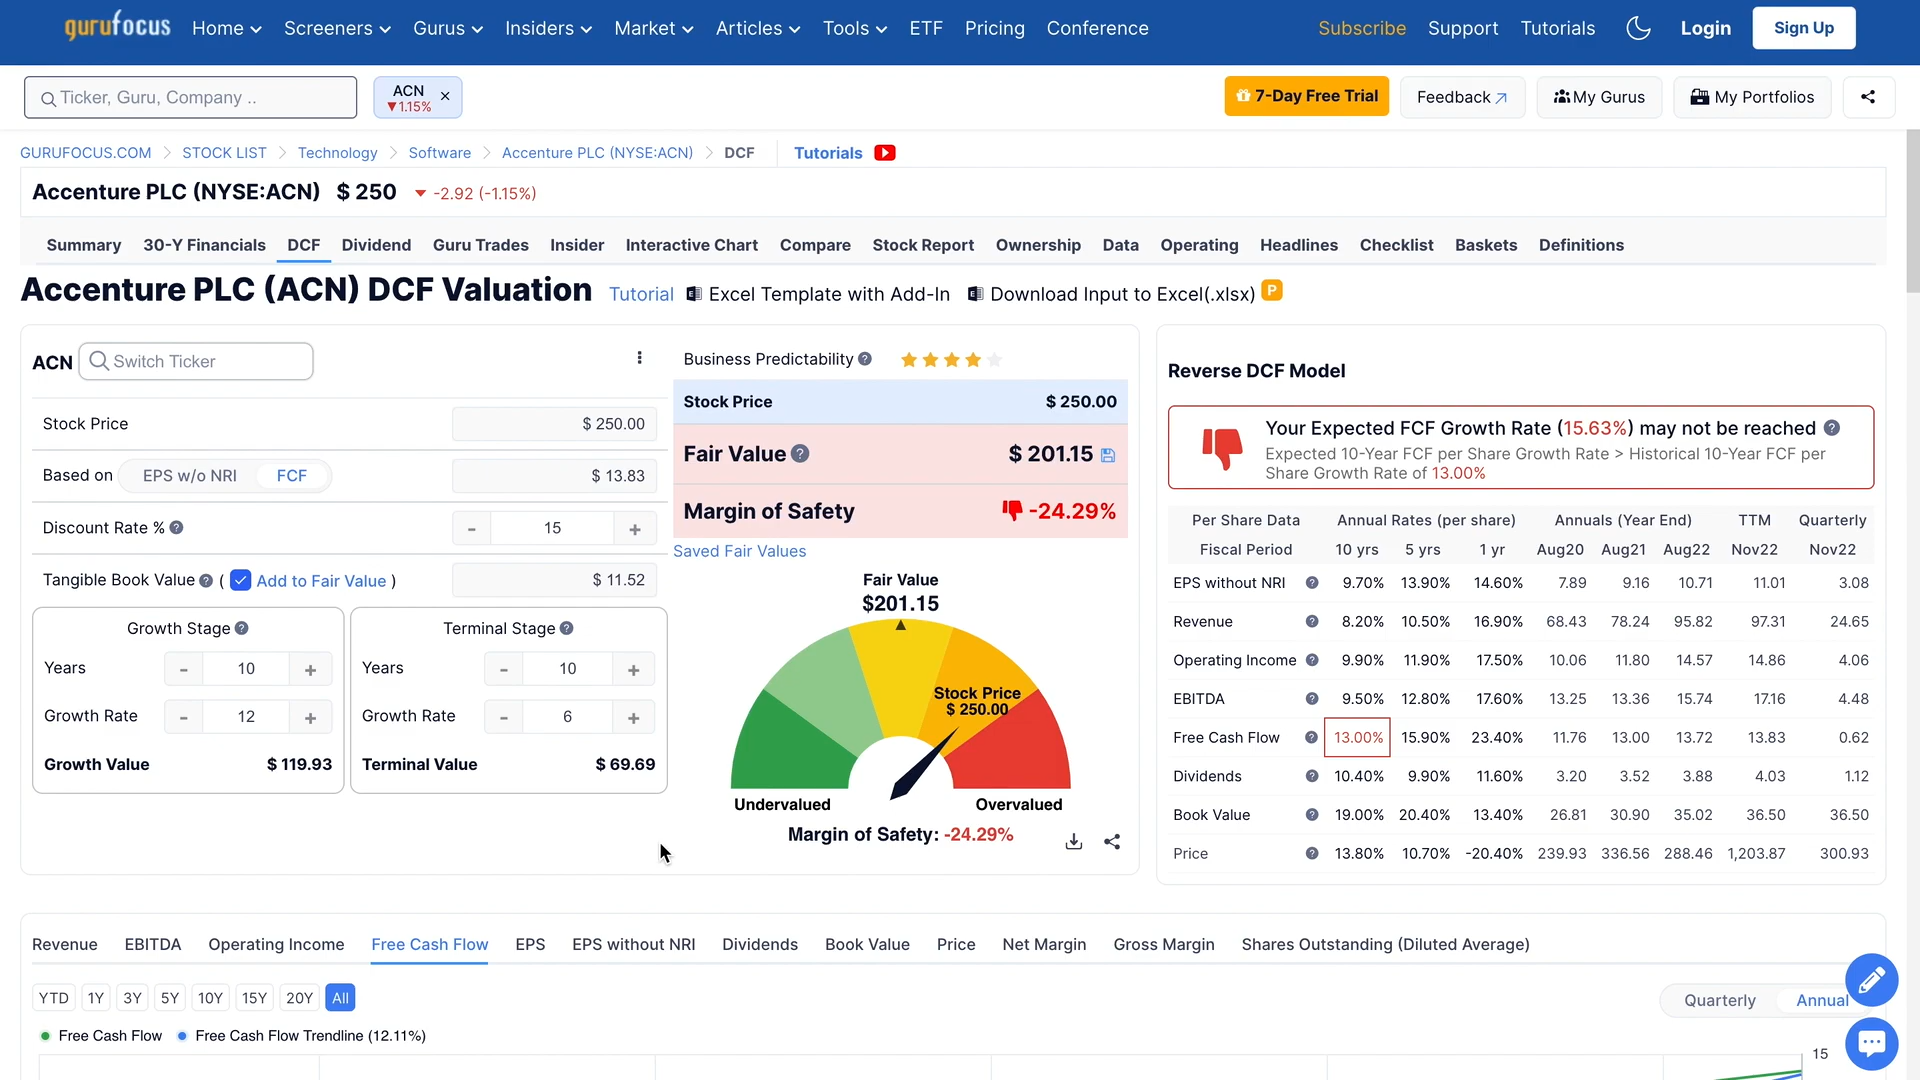 gurufocus Home Screeners Gurus Insiders Market Articles Tools ETF Pricing Conference Subscribe Support Tutorials Login Sign Up
Ticker, Guru, Company ..
ACN
▼1.15%
7-Day Free Trial
Feedback
My Gurus
My Portfolios
GURUFOCUS.COM > STOCK LIST > Technology > Software > Accenture PLC (NYSE:ACN) > DCF Tutorials
Accenture PLC (NYSE:ACN) $ 250 ▼ -2.92 (-1.15%)
Summary 30-Y Financials DCF Dividend Guru Trades Insider Interactive Chart Compare Stock Report Ownership Data Operating Headlines Checklist Baskets Definitions
Accenture PLC (ACN) DCF Valuation Tutorial Excel Template with Add-In Download Input to Excel(.xlsx) P
ACN Switch Ticker
Stock Price $ 250.00
Based on EPS w/o NRI FCF $ 13.83
Discount Rate % - 15 +
Tangible Book Value ( Add to Fair Value ) $ 11.52
Growth Stage
Years - 10 +
Growth Rate - 12 +
Growth Value $ 119.93
Terminal Stage
Years - 10 +
Growth Rate - 6 +
Terminal Value $ 69.69
Business Predictability
Stock Price $ 250.00
Fair Value $ 201.15
Margin of Safety -24.29%
Saved Fair Values
Fair Value
$201.15
Stock Price
$ 250.00
Undervalued Overvalued
Margin of Safety: -24.29%
Reverse DCF Model
Your Expected FCF Growth Rate (15.63%) may not be reached
Expected 10-Year FCF per Share Growth Rate > Historical 10-Year FCF per
Share Growth Rate of 13.00%
Per Share Data Annual Rates (per share) Annuals (Year End) TTM Quarterly
Fiscal Period 10 yrs 5 yrs 1 yr Aug20 Aug21 Aug22 Nov22 Nov22
EPS without NRI 9.70% 13.90% 14.60% 7.89 9.16 10.71 11.01 3.08
Revenue 8.20% 10.50% 16.90% 68.43 78.24 95.82 97.31 24.65
Operating Income 9.90% 11.90% 17.50% 10.06 11.80 14.57 14.86 4.06
EBITDA 9.50% 12.80% 17.60% 13.25 13.36 15.74 17.16 4.48
Free Cash Flow 13.00% 15.90% 23.40% 11.76 13.00 13.72 13.83 0.62
Dividends 10.40% 9.90% 11.60% 3.20 3.52 3.88 4.03 1.12
Book Value 19.00% 20.40% 13.40% 26.81 30.90 35.02 36.50 36.50
Price 13.80% 10.70% -20.40% 239.93 336.56 288.46 1,203.87 300.93
Revenue EBITDA Operating Income Free Cash Flow EPS EPS without NRI Dividends Book Value Price Net Margin Gross Margin Shares Outstanding (Diluted Average)
YTD 1Y 3Y 5Y 10Y 15Y 20Y All
Quarterly Annual
Free Cash Flow Free Cash Flow Trendline (12.11%)
15